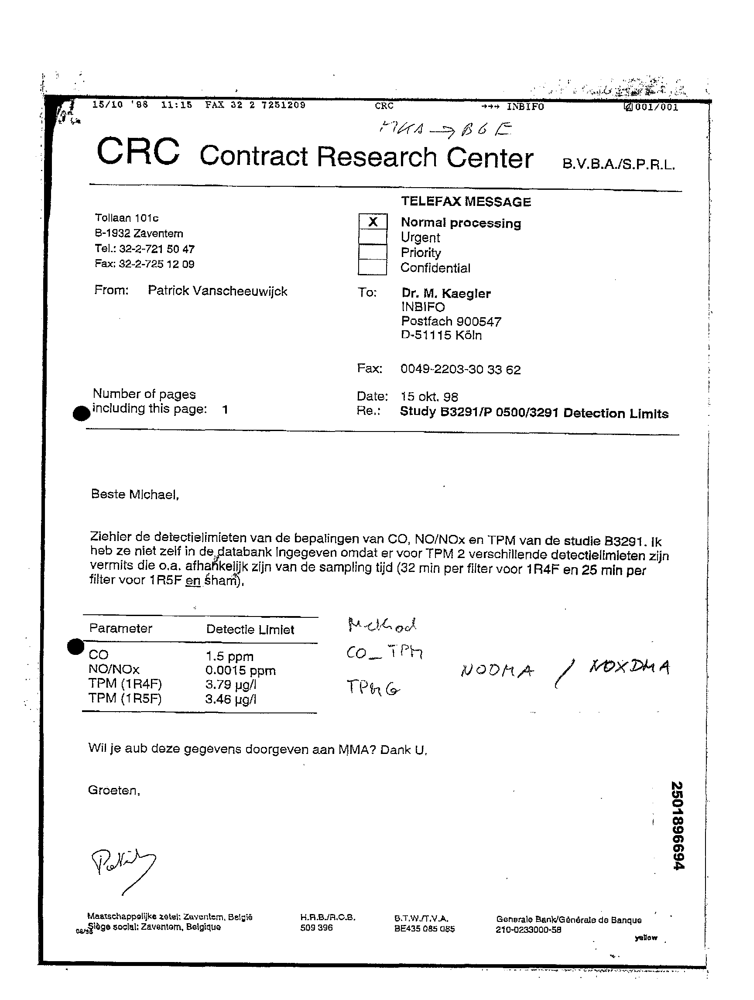 15/10 '98 11:15 FAX 32 2 7251209 CRC +++ INBIFO 001/001
MKA → BGE
CRC Contract Research Center B.V.B.A./S.P.R.L.
TELEFAX MESSAGE
Tollaan 101c
B-1932 Zaventem
Tel.: 32-2-721 50 47
Fax: 32-2-725 12 09
X Normal processing
Urgent
Priority
Confidential
From: Patrick Vanscheeuwijck
To: Dr. M. Kaegler
INBIFO
Postfach 900547
D-51115 Köln
Fax: 0049-2203-30 33 62
Number of pages
including this page: 1
Date: 15 okt. 98
Re.: Study B3291/P 0500/3291 Detection Limits
Beste Michael,
Ziehier de detectielimieten van de bepalingen van CO, NO/NOx en TPM van de studie B3291. Ik
heb ze niet zelf in de databank ingegeven omdat er voor TPM 2 verschillende detectielimieten zijn
vermits die o.a. afhankelijk zijn van de sampling tijd (32 min per filter voor 1R4F en 25 min per
filter voor 1R5F en sham).
Parameter Detectie Limiet Method
CO 1.5 ppm CO_TPM
NO/NOx 0.0015 ppm NODMA / NOXDMA
TPM (1R4F) 3.79 µg/l TPMG
TPM (1R5F) 3.46 µg/l
Wil je aub deze gegevens doorgeven aan MMA? Dank U.
Groeten,
Patrick
2501896694
Maatschappelijke zetel: Zaventem, België H.R.B./R.C.B. B.T.W./T.V.A. Generale Bank/Générale de Banque
Siège social: Zaventem, Belgique 509 396 BE435 085 085 210-0233000-58
yellow